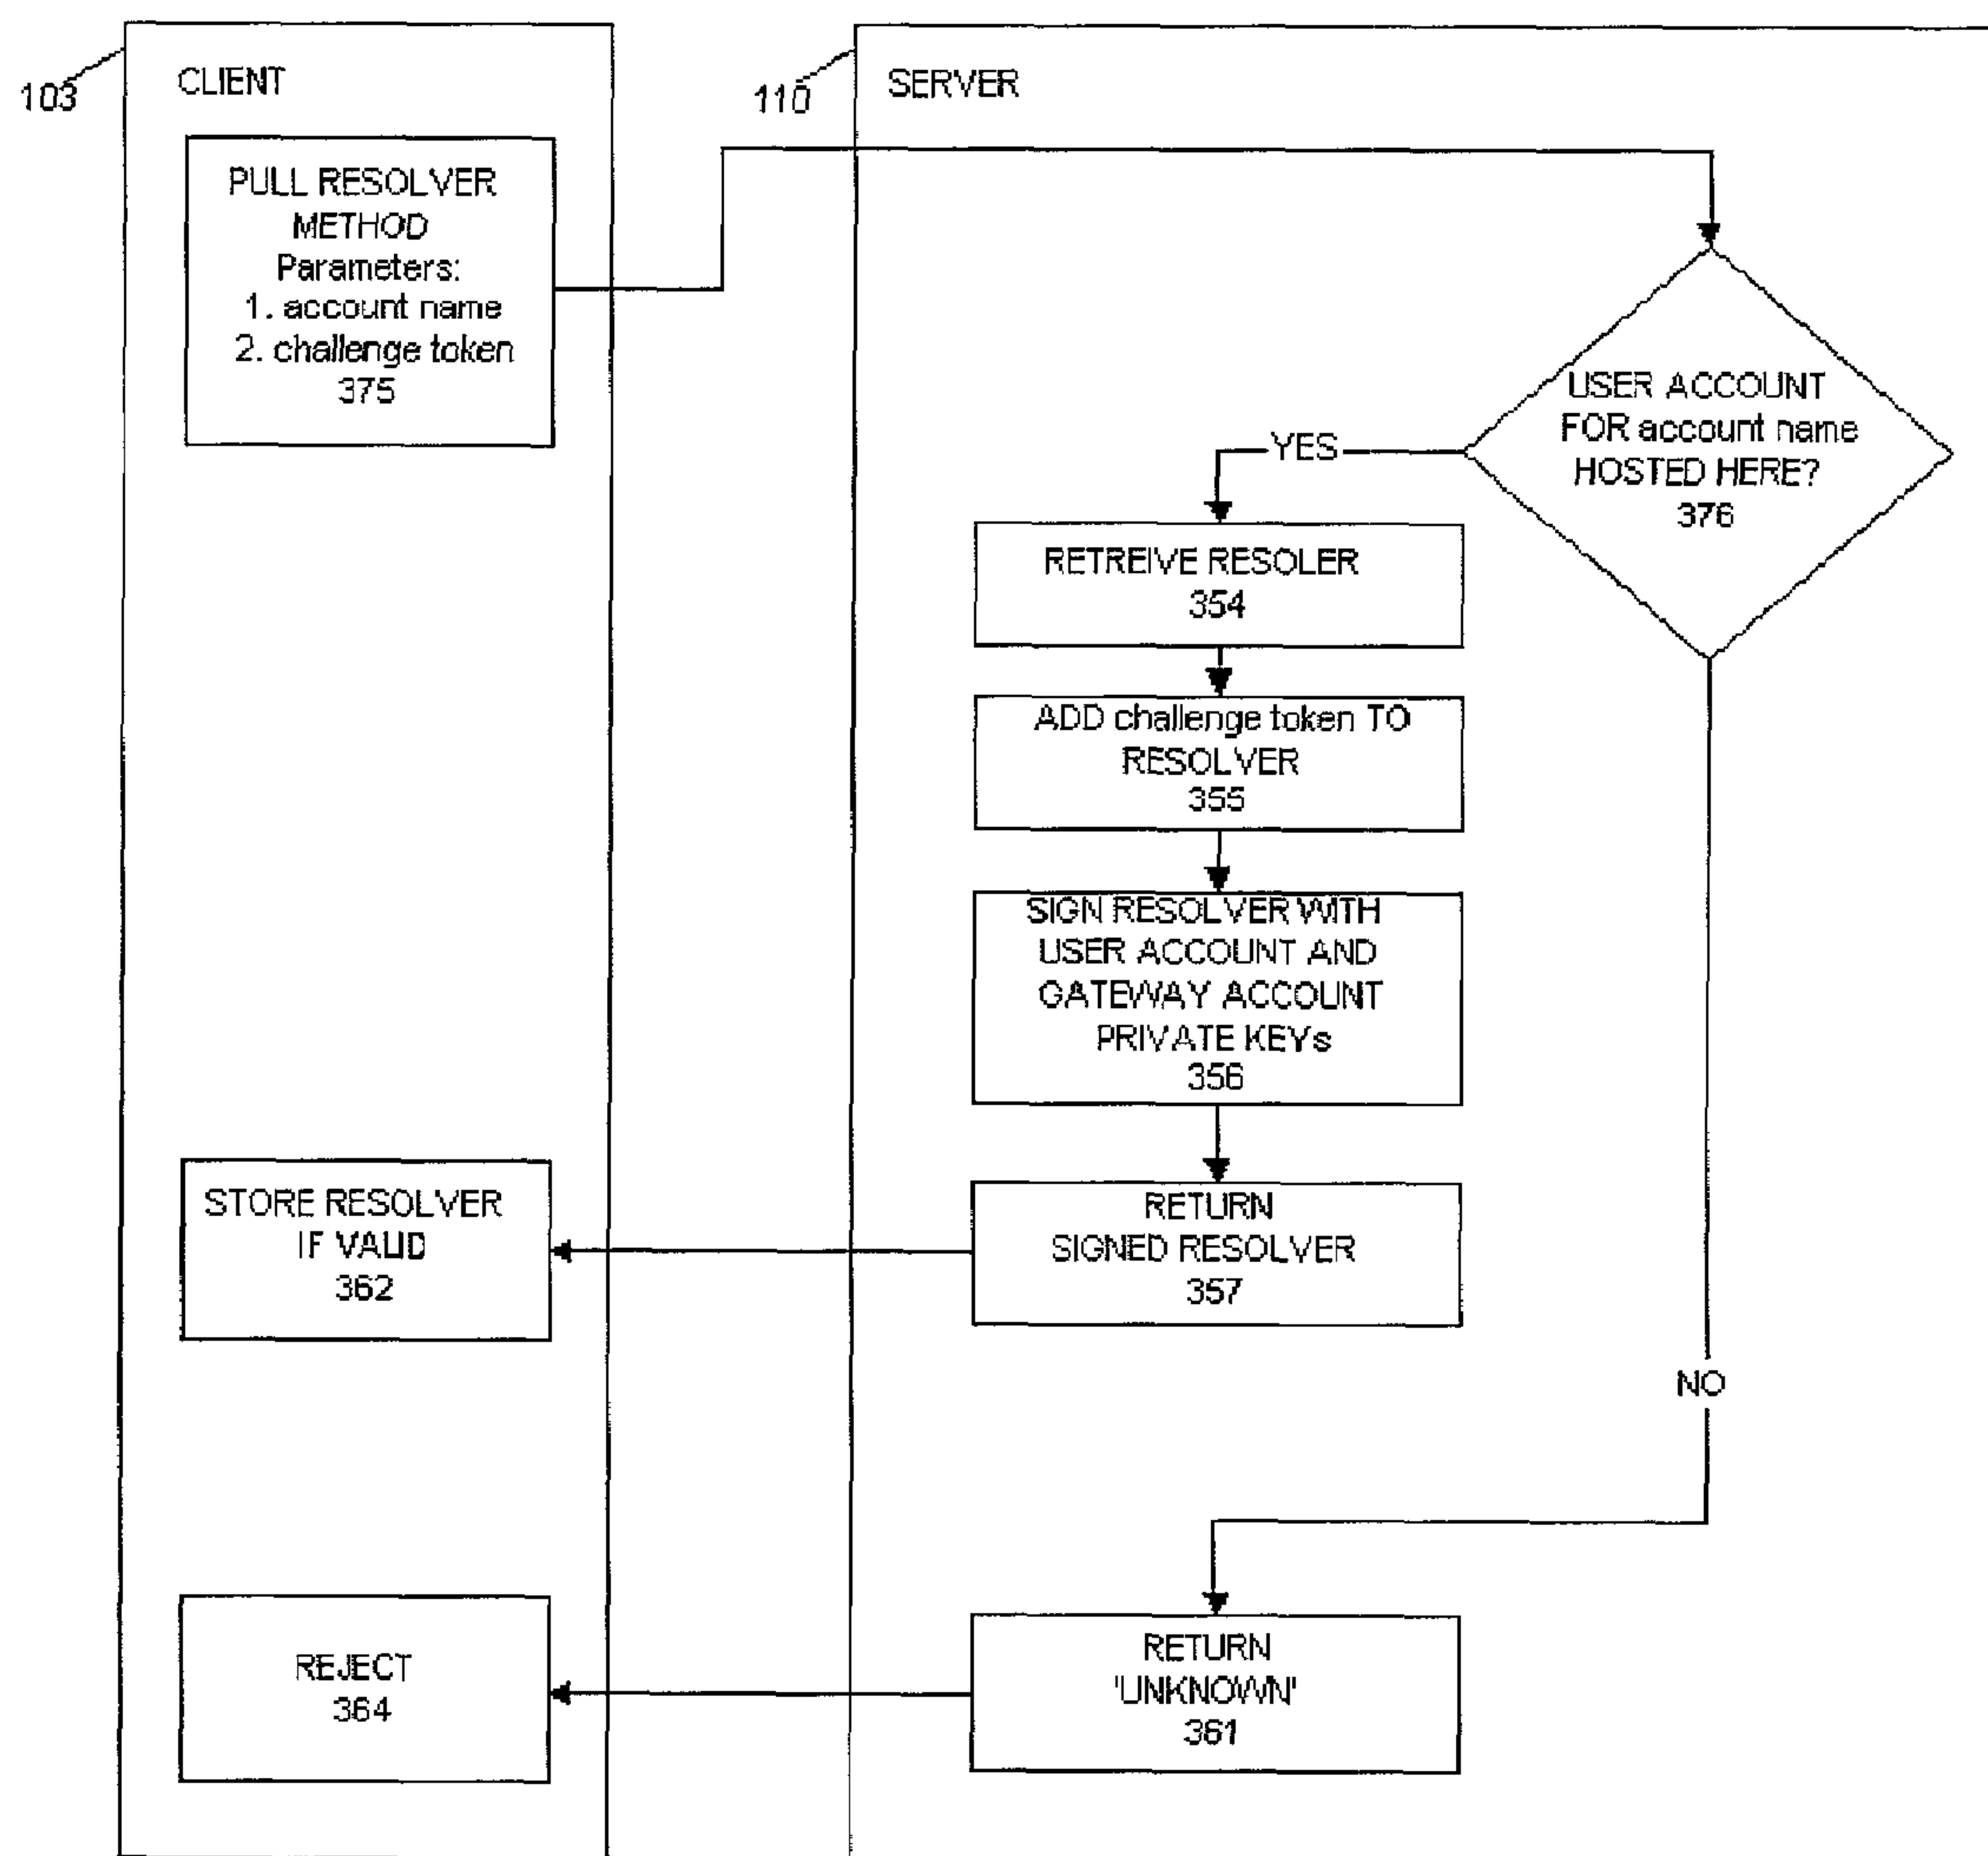 103
CLIENT
110
SERVER
PULL RESOLVER
METHOD
Parameters:
1. account name
2. challenge token
375
USER ACCOUNT
FOR account name
HOSTED HERE?
376
YES
RETREIVE RESOLER
354
ADD challenge token TO
RESOLVER
355
SIGN RESOLVER WITH
USER ACCOUNT AND
GATEWAY ACCOUNT
PRIVATE KEYs
356
STORE RESOLVER
IF VALID
362
RETURN
SIGNED RESOLVER
357
NO
REJECT
364
RETURN
'UNKNOWN'
361